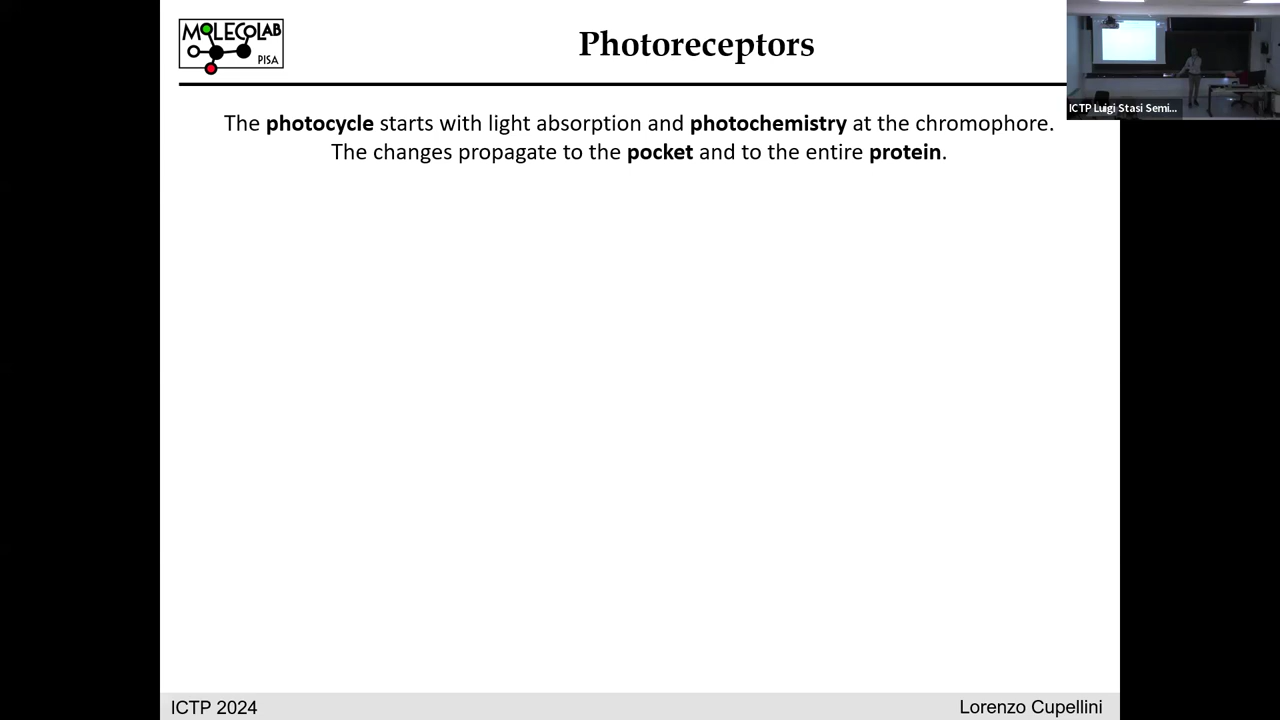 MOLECOLAB
PISA
Photoreceptors
ICTP Luigi Stasi Semi...
The photocycle starts with light absorption and photochemistry at the chromophore.
The changes propagate to the pocket and to the entire protein.
ICTP 2024
Lorenzo Cupellini